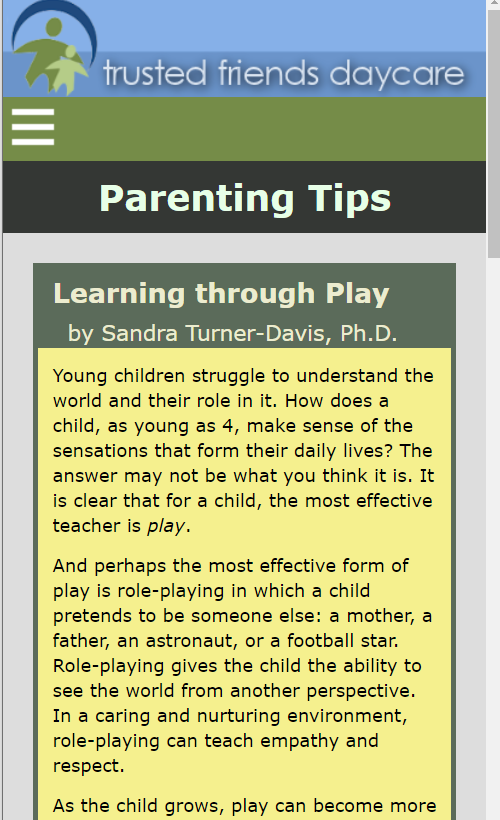 trusted friends daycare
Parenting Tips
Learning through Play
by Sandra Turner-Davis, Ph.D.
Young children struggle to understand the
world and their role in it. How does a
child, as young as 4, make sense of the
sensations that form their daily lives? The
answer may not be what you think it is. It
is clear that for a child, the most effective
teacher is play.
And perhaps the most effective form of
play is role-playing in which a child
pretends to be someone else: a mother, a
father, an astronaut, or a football star.
Role-playing gives the child the ability to
see the world from another perspective.
In a caring and nurturing environment,
role-playing can teach empathy and
respect.
As the child grows, play can become more